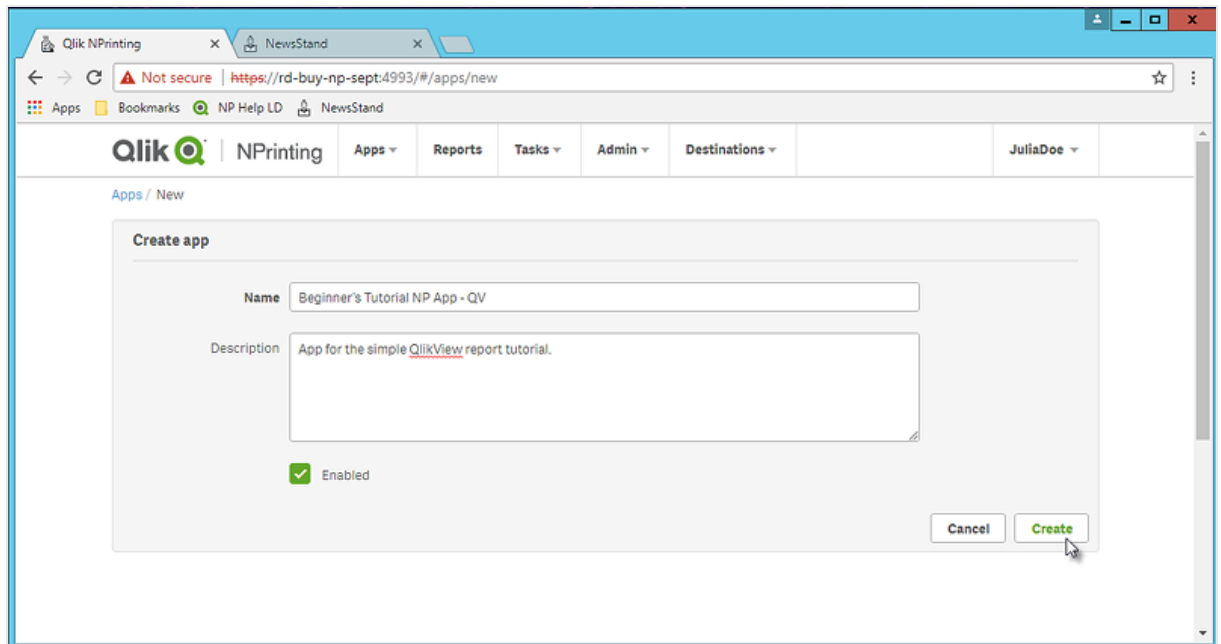 Qlik NPrinting
NewsStand
Not secure https://rd-buy-np-sept:4993/#/apps/new
Apps Bookmarks NP Help LD NewsStand
Qlik NPrinting Apps Reports Tasks Admin Destinations JuliaDoe
Apps / New
Create app
Name Beginner's Tutorial NP App - QV
Description App for the simple QlikView report tutorial.
Enabled
Cancel Create